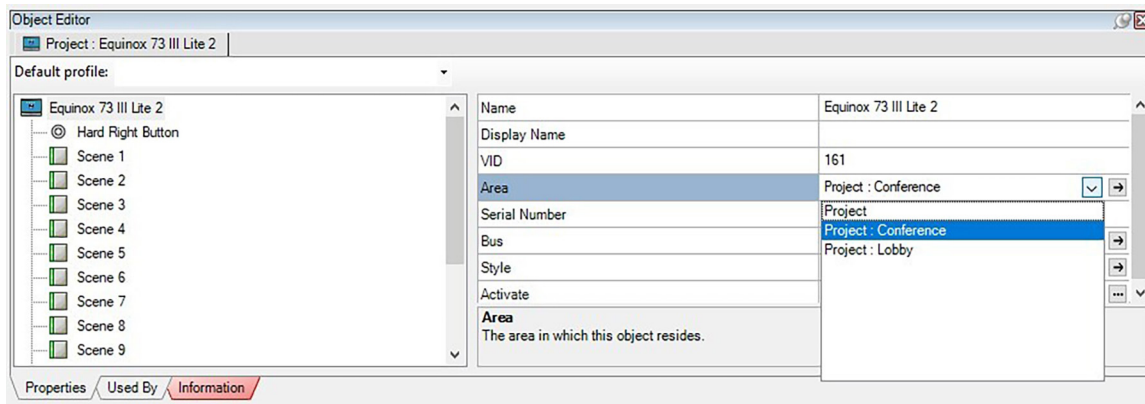 Object Editor
Project : Equinox 73 III Lite 2
Default profile:
Equinox 73 III Lite 2
Hard Right Button
Scene 1
Scene 2
Scene 3
Scene 4
Scene 5
Scene 6
Scene 7
Scene 8
Scene 9
Name Equinox 73 III Lite 2
Display Name
VID 161
Area Project : Conference
Serial Number
Bus
Style
Activate
Project
Project : Conference
Project : Lobby
Area
The area in which this object resides.
Properties Used By Information